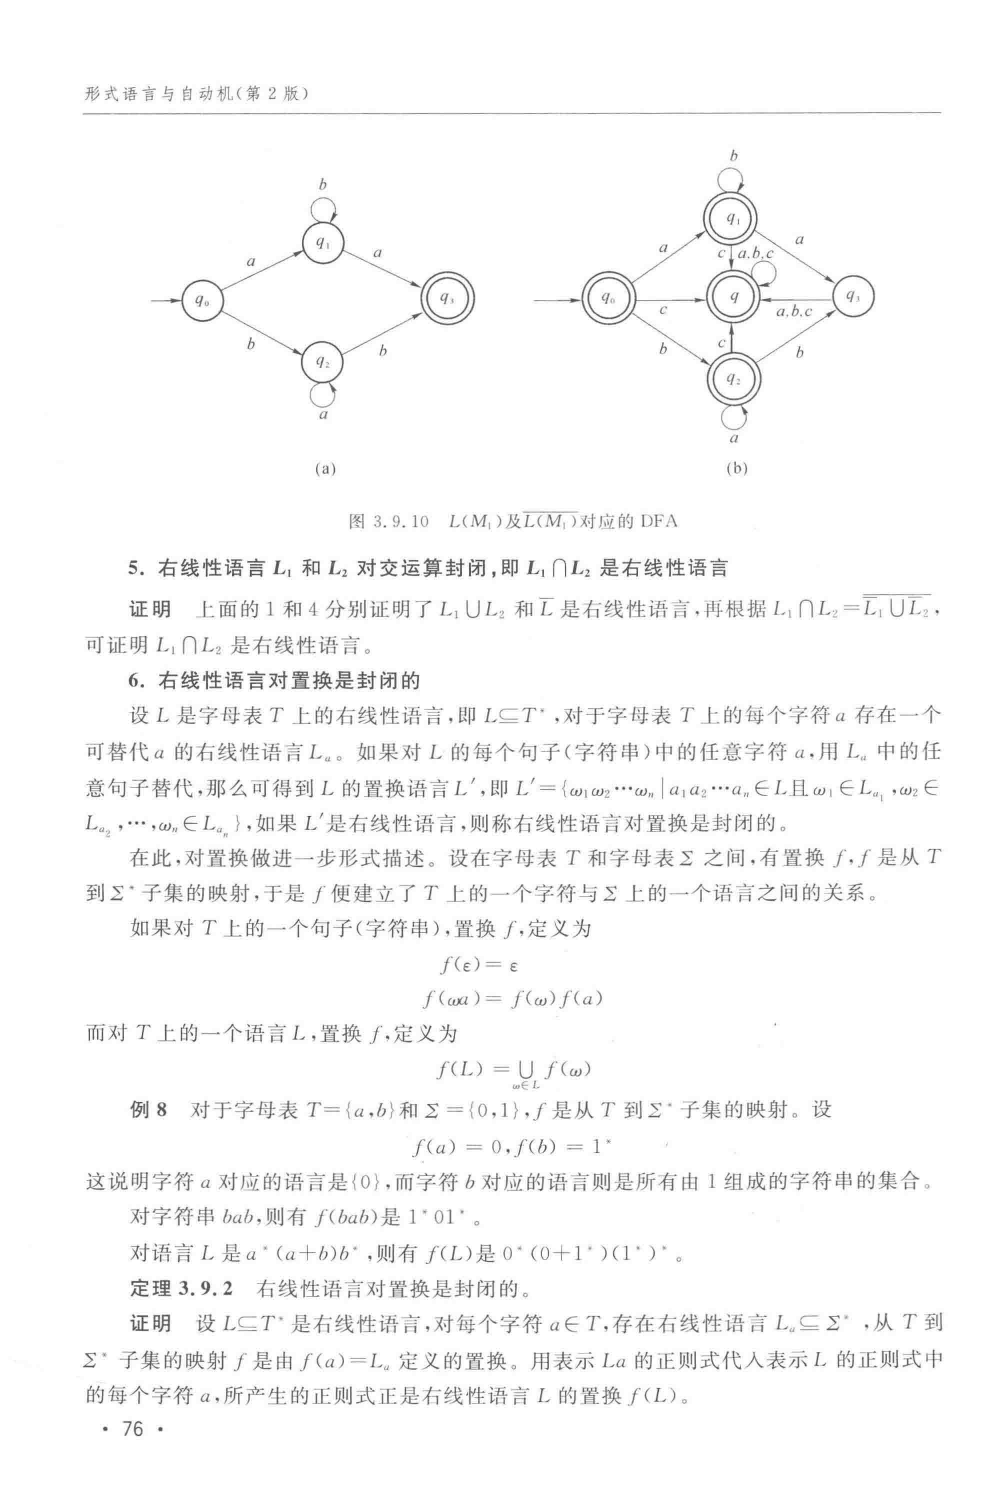 形式语言与自动机(第2版)
b
b
q₁
q₁
a
a
a
a
c
a,b,c
q₀
q₃
q₀
q
q₃
c
a,b,c
b
b
c
b
b
q₂
q₂
a
a
(a)
(b)
图 3.9.10 L(M₁)及L̅(̅M̅₁̅)̅对应的 DFA
5. 右线性语言 L₁ 和 L₂ 对交运算封闭,即 L₁∩L₂ 是右线性语言
证明 上面的 1 和 4 分别证明了 L₁∪L₂ 和 L̅ 是右线性语言,再根据 L₁∩L₂=\overline{\overline{L₁}∪\overline{L₂}},
可证明 L₁∩L₂ 是右线性语言。
6. 右线性语言对置换是封闭的
设 L 是字母表 T 上的右线性语言,即 L⊆T*,对于字母表 T 上的每个字符 a 存在一个
可替代 a 的右线性语言 Lₐ。如果对 L 的每个句子(字符串)中的任意字符 a,用 Lₐ 中的任
意句子替代,那么可得到 L 的置换语言 L′,即 L′={ω₁ω₂…ωₙ|a₁a₂…aₙ∈L且ω₁∈L_{a₁},ω₂∈
L_{a₂},…,ωₙ∈L_{aₙ}},如果 L′是右线性语言,则称右线性语言对置换是封闭的。
在此,对置换做进一步形式描述。设在字母表 T 和字母表 Σ 之间,有置换 f,f 是从 T
到 Σ* 子集的映射,于是 f 便建立了 T 上的一个字符与 Σ 上的一个语言之间的关系。
如果对 T 上的一个句子(字符串),置换 f,定义为
f(ε)=ε
f(ωa)=f(ω)f(a)
而对 T 上的一个语言 L,置换 f,定义为
f(L)=∪_{ω∈L} f(ω)
例 8 对于字母表 T={a,b}和 Σ={0,1},f 是从 T 到 Σ* 子集的映射。设
f(a)=0,f(b)=1*
这说明字符 a 对应的语言是{0},而字符 b 对应的语言则是所有由 1 组成的字符串的集合。
对字符串 bab,则有 f(bab)是 1*01*。
对语言 L 是 a*(a+b)b*,则有 f(L)是 0*(0+1*)(1*)*。
定理 3.9.2 右线性语言对置换是封闭的。
证明 设 L⊆T* 是右线性语言,对每个字符 a∈T,存在右线性语言 Lₐ⊆Σ*,从 T 到
Σ* 子集的映射 f 是由 f(a)=Lₐ 定义的置换。用表示 La 的正则式代入表示 L 的正则式中
的每个字符 a,所产生的正则式正是右线性语言 L 的置换 f(L)。
· 76 ·